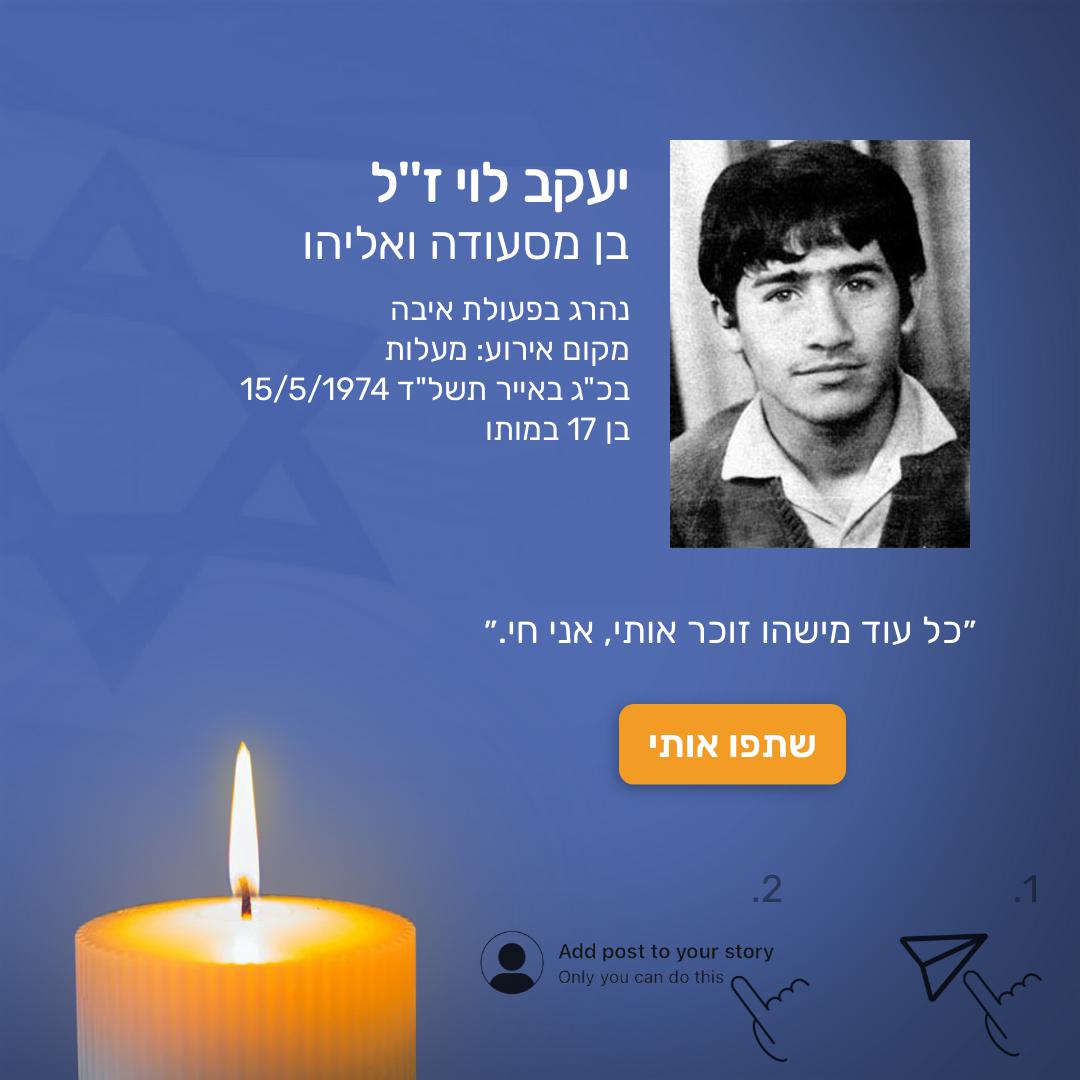 יעקב לוי ז"ל
בן מסעודה ואליהו
נהרג בפעולת איבה
מקום אירוע: מעלות
בכ"ג באייר תשל"ד 15/5/1974
בן 17 במותו
״כל עוד מישהו זוכר אותי, אני חי.״
שתפו אותי
1.
2.
Add post to your story
Only you can do this